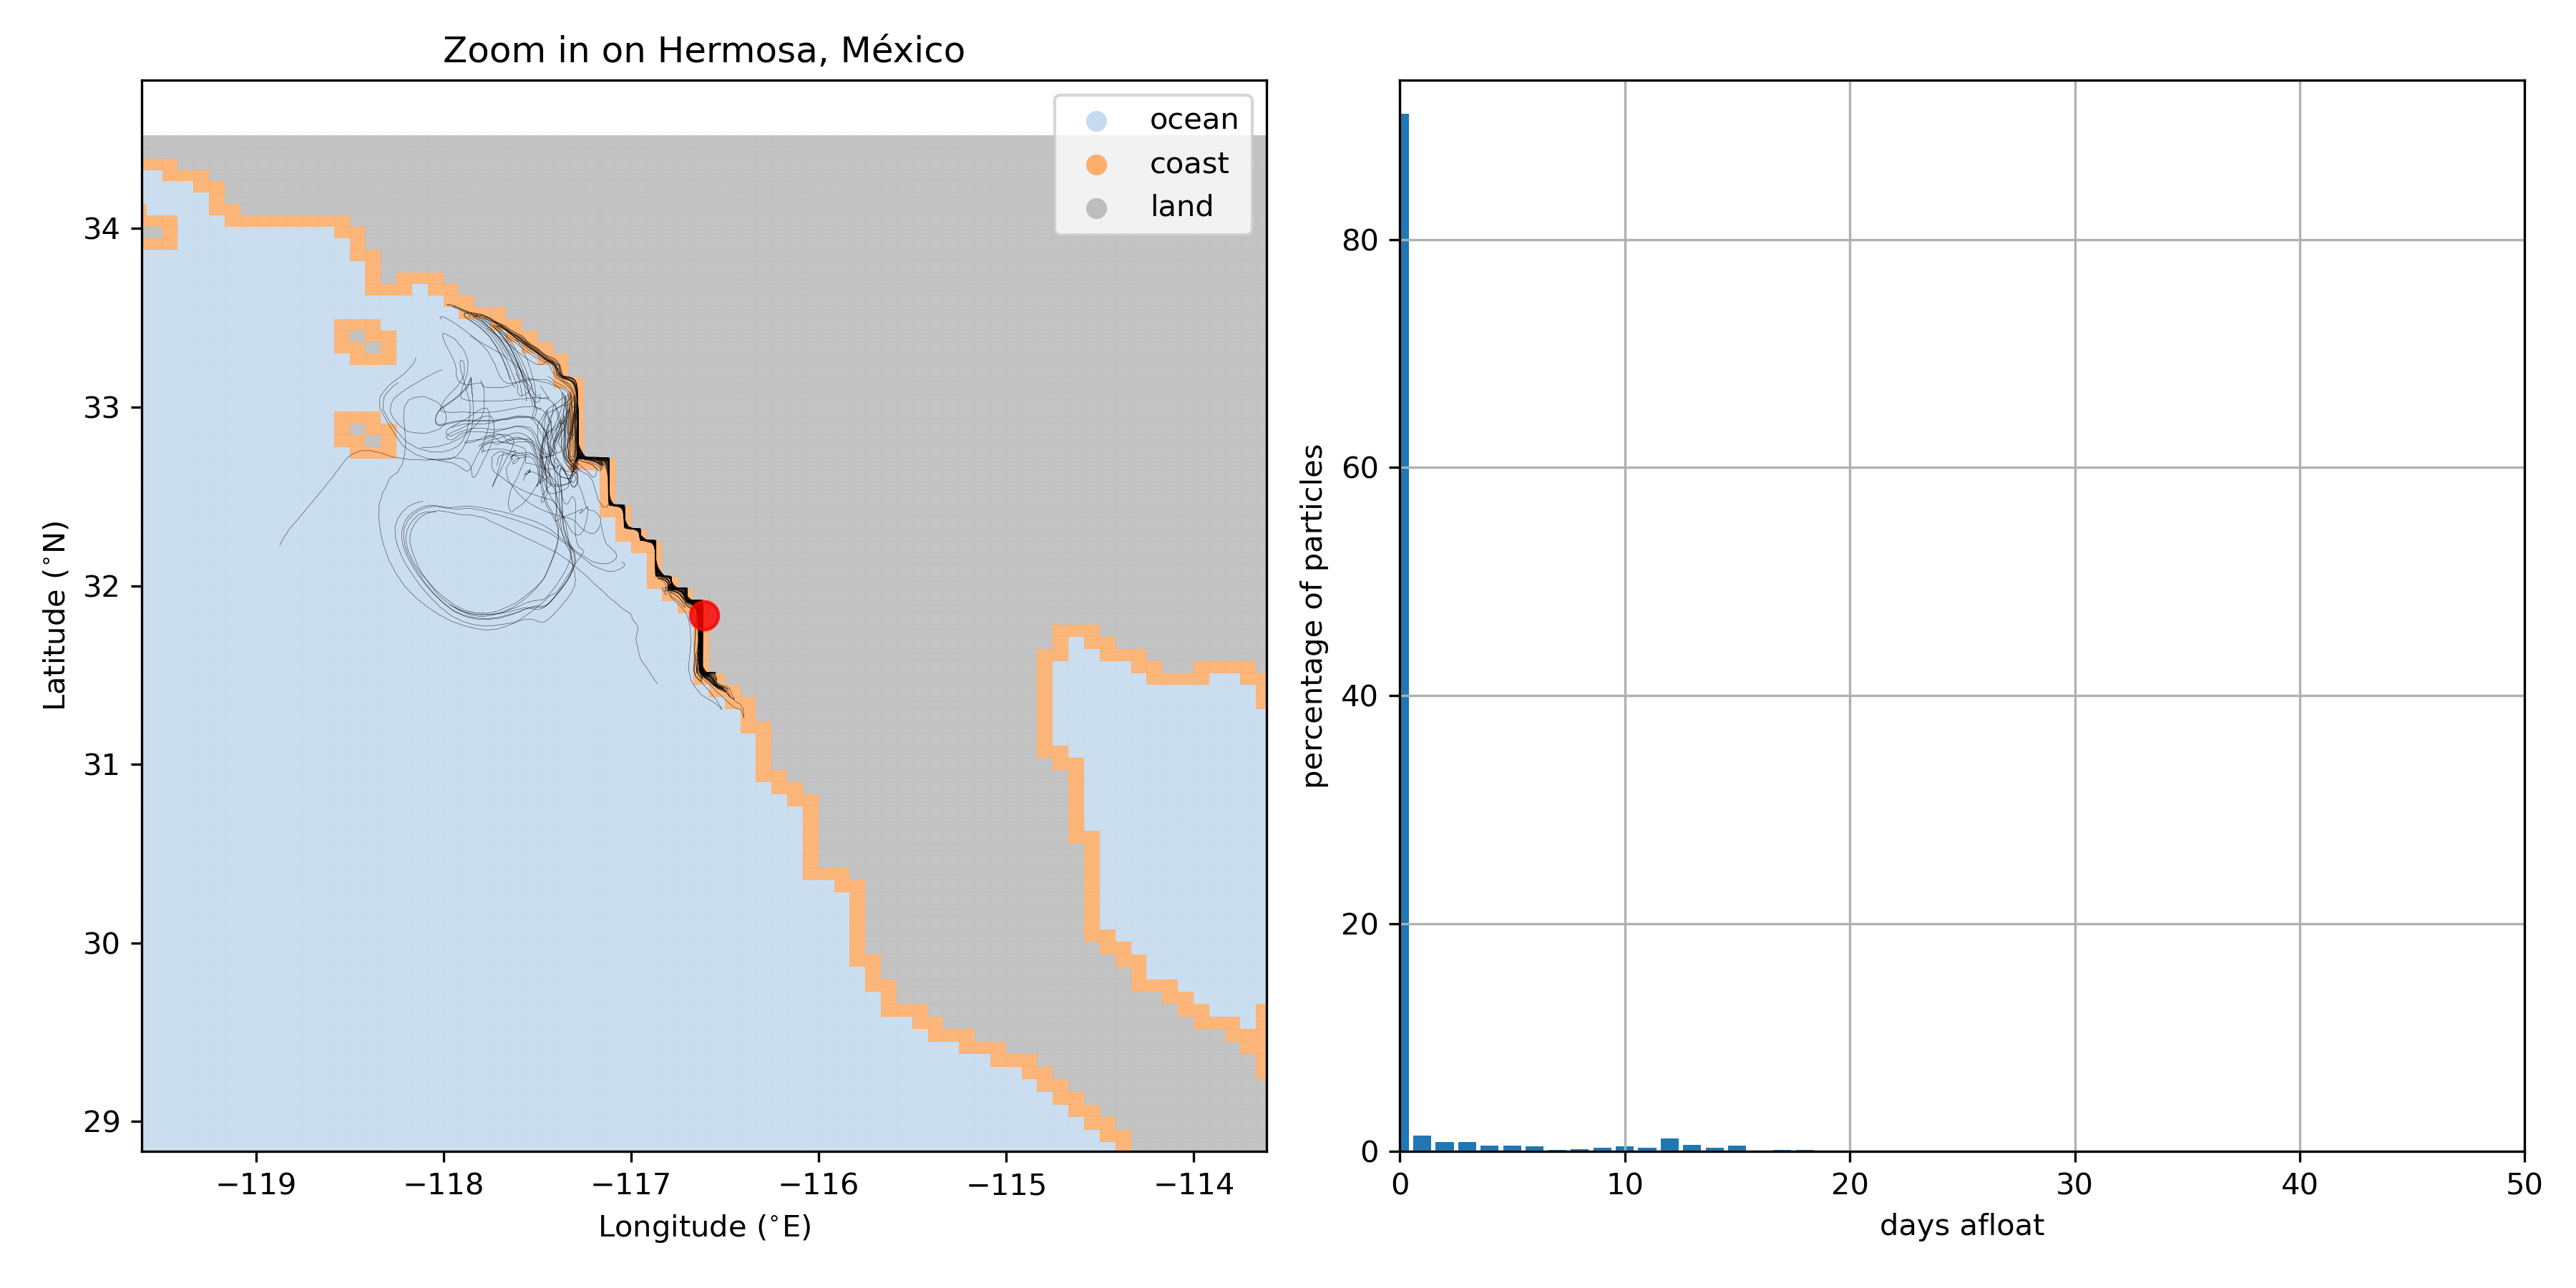 Zoom in on Hermosa, México
ocean
coast
land
34
33
32
31
30
29
Latitude (°N)
−119
−118
−117
−116
−115
−114
Longitude (°E)
80
60
40
20
0
percentage of particles
0
10
20
30
40
50
days afloat